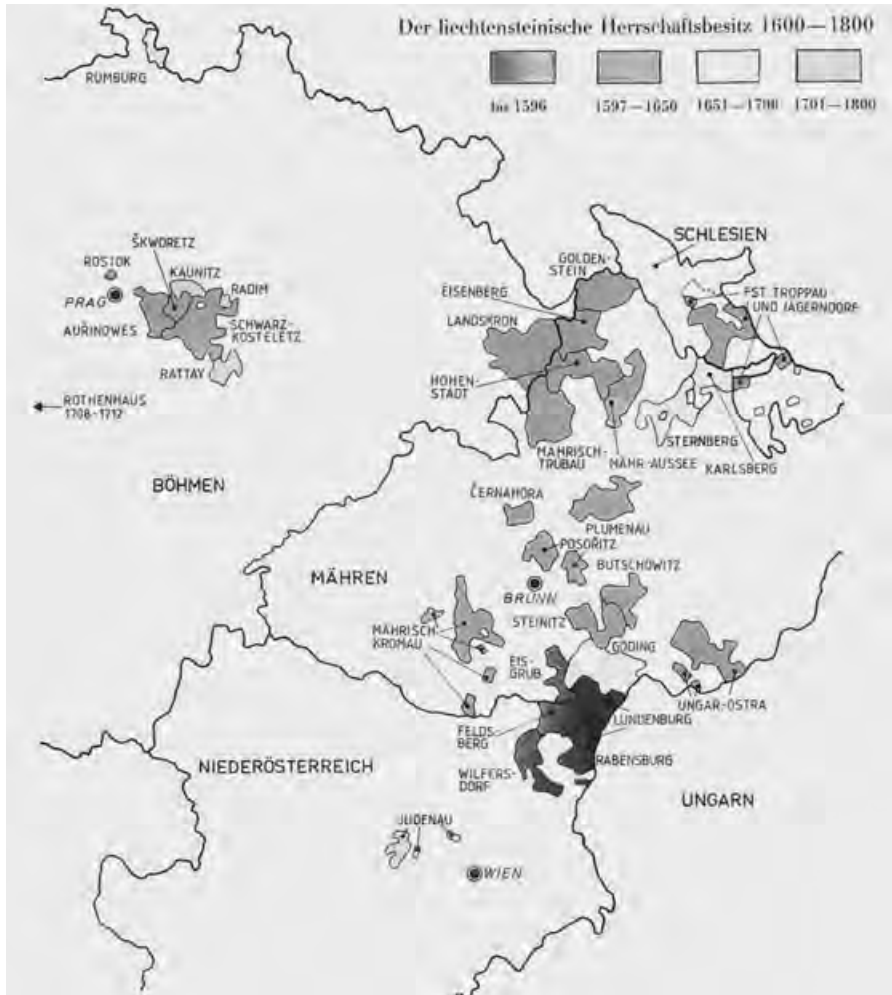 Der liechtensteinische Herrschaftsbesitz 1600—1800
bis 1596
1597—1650
1651—1700
1701—1800
RUMBURG
SCHLESIEN
ŠKWORETZ
ROSTOK
KAUNITZ
RADIM
PRAG
AUŘINOWES
SCHWARZ-
KOSTELETZ
RATTAY
ROTHENHAUS
1708-1712
GOLDEN-
STEIN
EISENBERG
LANDSKRON
FST. TROPPAU
UND JÄGERNDORF
HOHEN-
STADT
MÄHRISCH-
TRÜBAU
MÄHR-AUSSEE
STERNBERG
KARLSBERG
BÖHMEN
ČERNAHORA
PLUMENAU
POSOŘITZ
BUTSCHOWITZ
MÄHREN
BRÜNN
STEINITZ
MÄHRISCH
KROMAU
GÖDING
EIS-
GRUB
UNGAR-OSTRA
LUNDENBURG
FELDS
BERG
RABENSBURG
WILFERS-
DORF
NIEDERÖSTERREICH
UNGARN
JUDENAU
WIEN